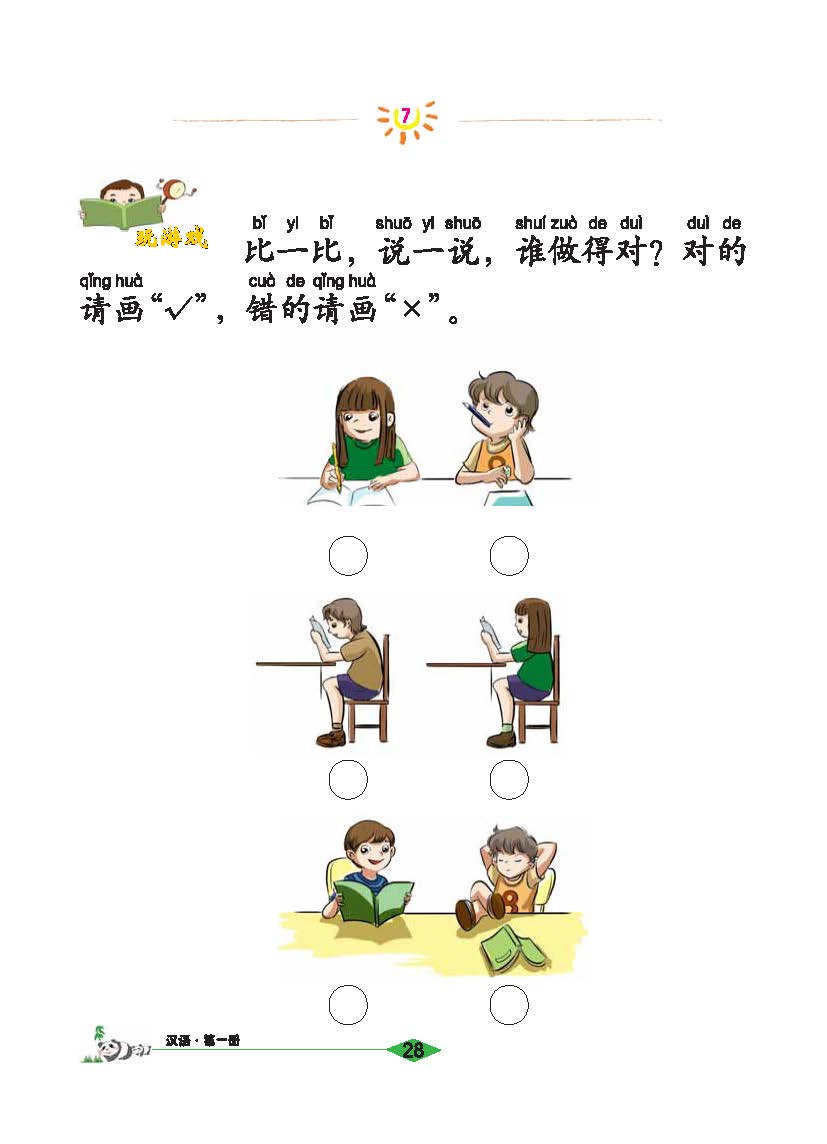 7
玩游戏
bǐ yi bǐ shuō yi shuō shuí zuò de duì duì de
比一比，说一说，谁做得对？对的
qǐng huà cuò de qǐng huà
请画“√”，错的请画“×”。
8
汉语·第一册
28